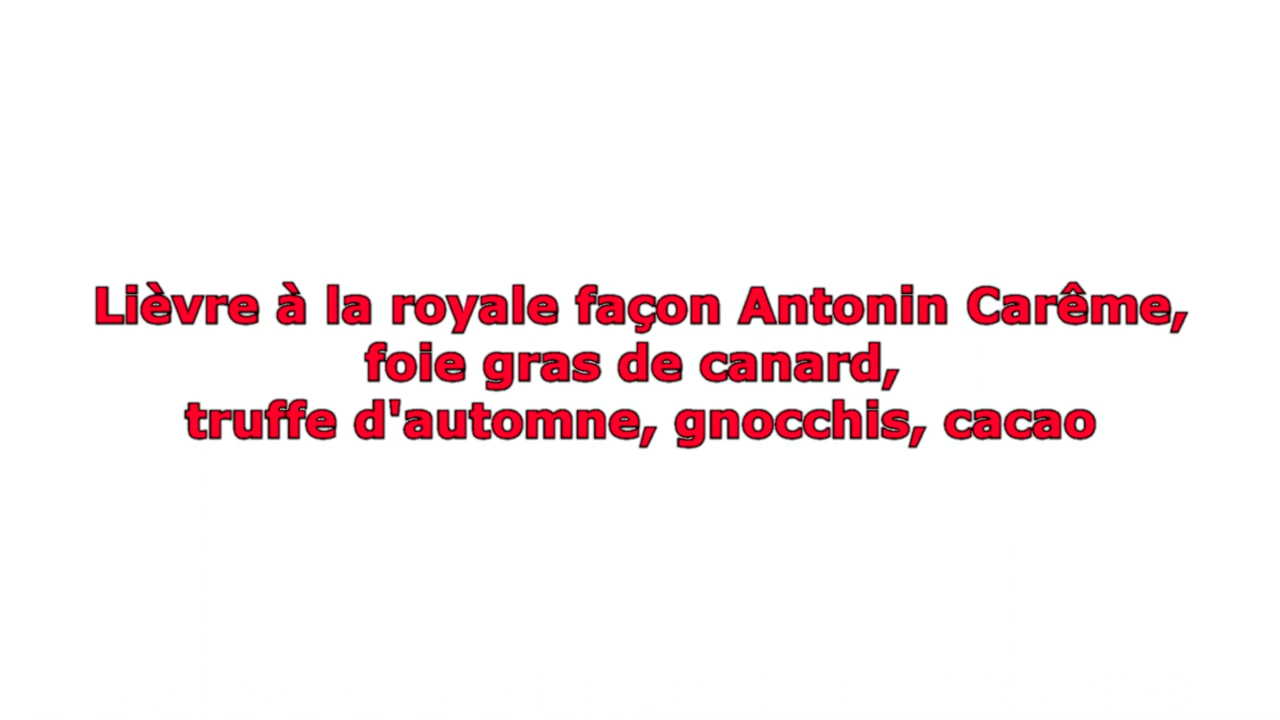 Lièvre à la royale façon Antonin Carême,
foie gras de canard,
truffe d'automne, gnocchis, cacao